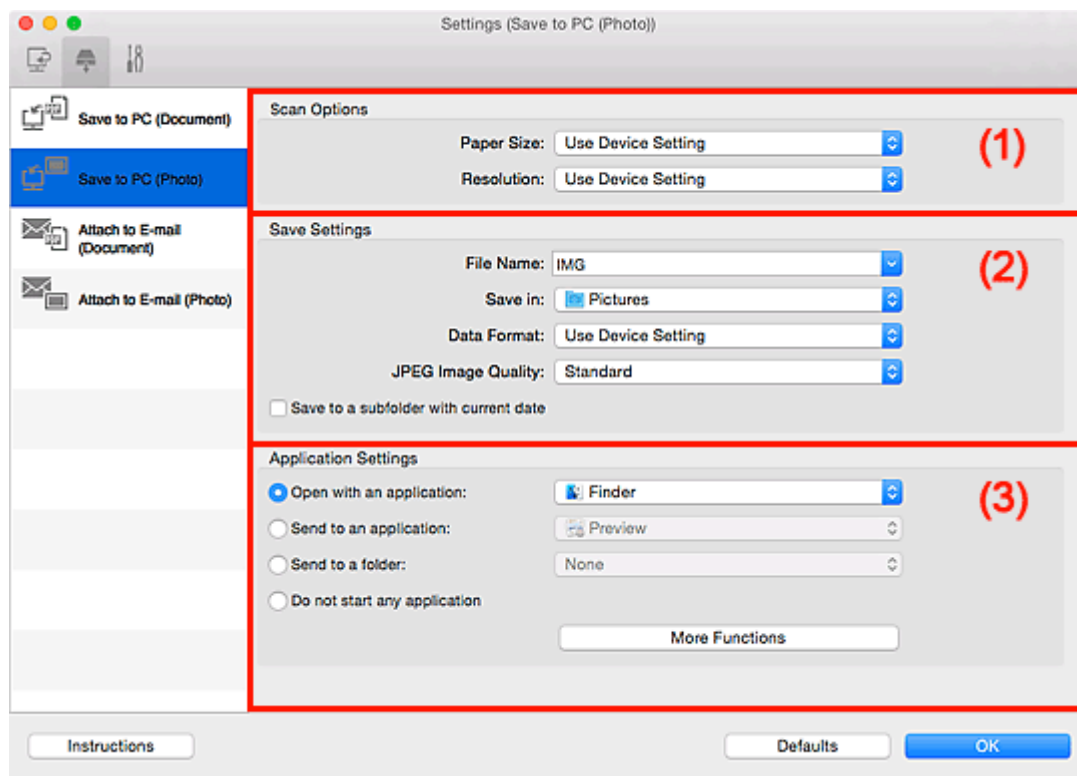 Settings (Save to PC (Photo))
Save to PC (Document)
Save to PC (Photo)
Attach to E-mail
(Document)
Attach to E-mail (Photo)
Scan Options
Paper Size: Use Device Setting
Resolution: Use Device Setting
(1)
Save Settings
File Name: IMG
Save in: Pictures
Data Format: Use Device Setting
JPEG Image Quality: Standard
Save to a subfolder with current date
(2)
Application Settings
Open with an application: Finder
Send to an application: Preview
Send to a folder: None
Do not start any application
More Functions
(3)
Instructions
Defaults
OK